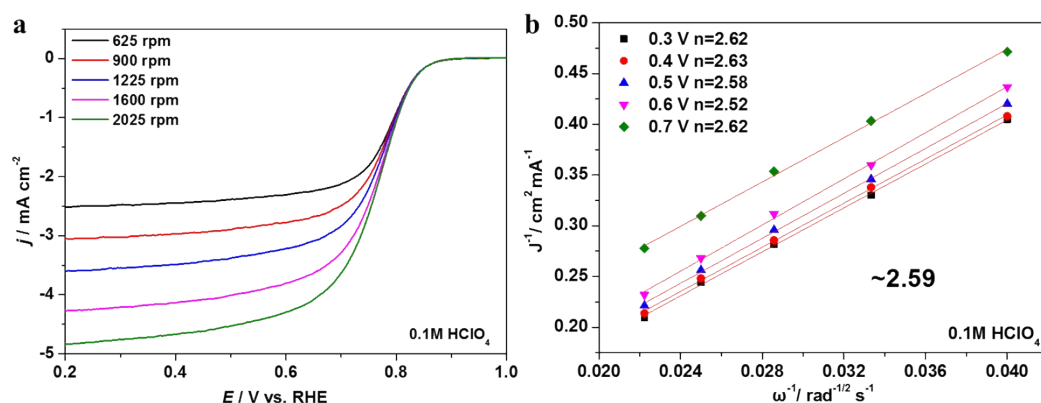 a
625 rpm
900 rpm
1225 rpm
1600 rpm
2025 rpm
0
-1
-2
-3
-4
-5
j / mA cm⁻²
0.1M HClO₄
0.2 0.4 0.6 0.8 1.0
E / V vs. RHE
b
0.3 V n=2.62
0.4 V n=2.63
0.5 V n=2.58
0.6 V n=2.52
0.7 V n=2.62
0.50
0.45
0.40
0.35
0.30
0.25
0.20
J⁻¹/ cm² mA⁻¹
~2.59
0.1M HClO₄
0.020 0.024 0.028 0.032 0.036 0.040
ω⁻¹/ rad⁻¹/² s⁻¹